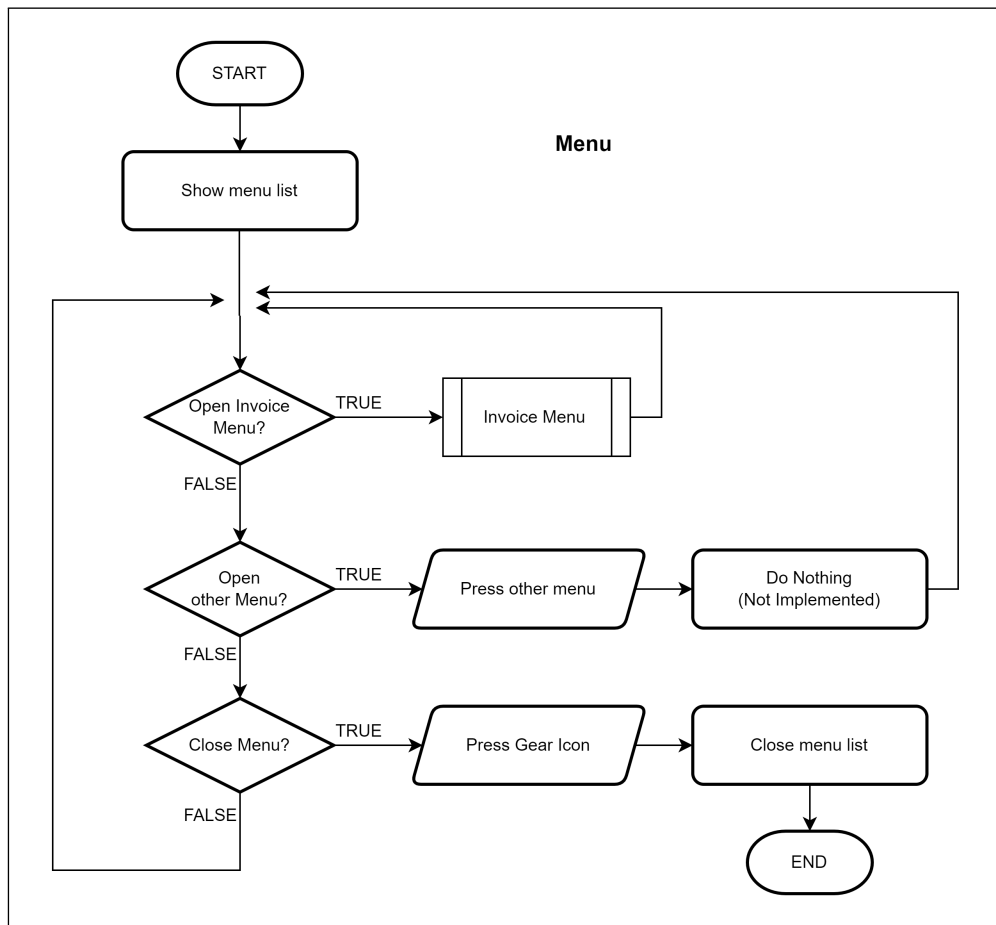 START
Menu
Show menu list
Open Invoice
Menu?
TRUE
Invoice Menu
FALSE
Open
other Menu?
TRUE
Press other menu
Do Nothing
(Not Implemented)
FALSE
Close Menu?
TRUE
Press Gear Icon
Close menu list
FALSE
END